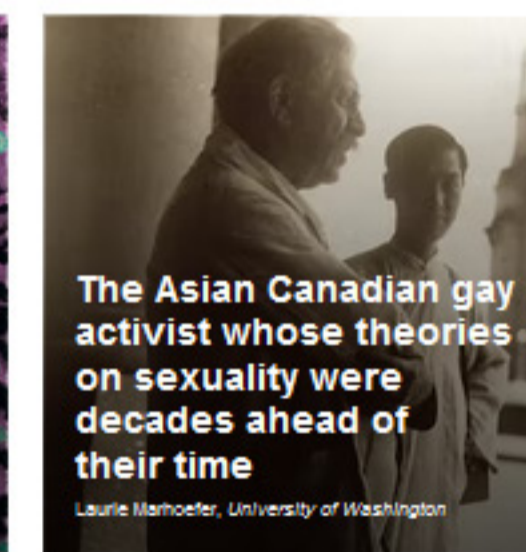 The Asian Canadian gay
activist whose theories
on sexuality were
decades ahead of
their time
Laurie Marhoefer, University of Washington